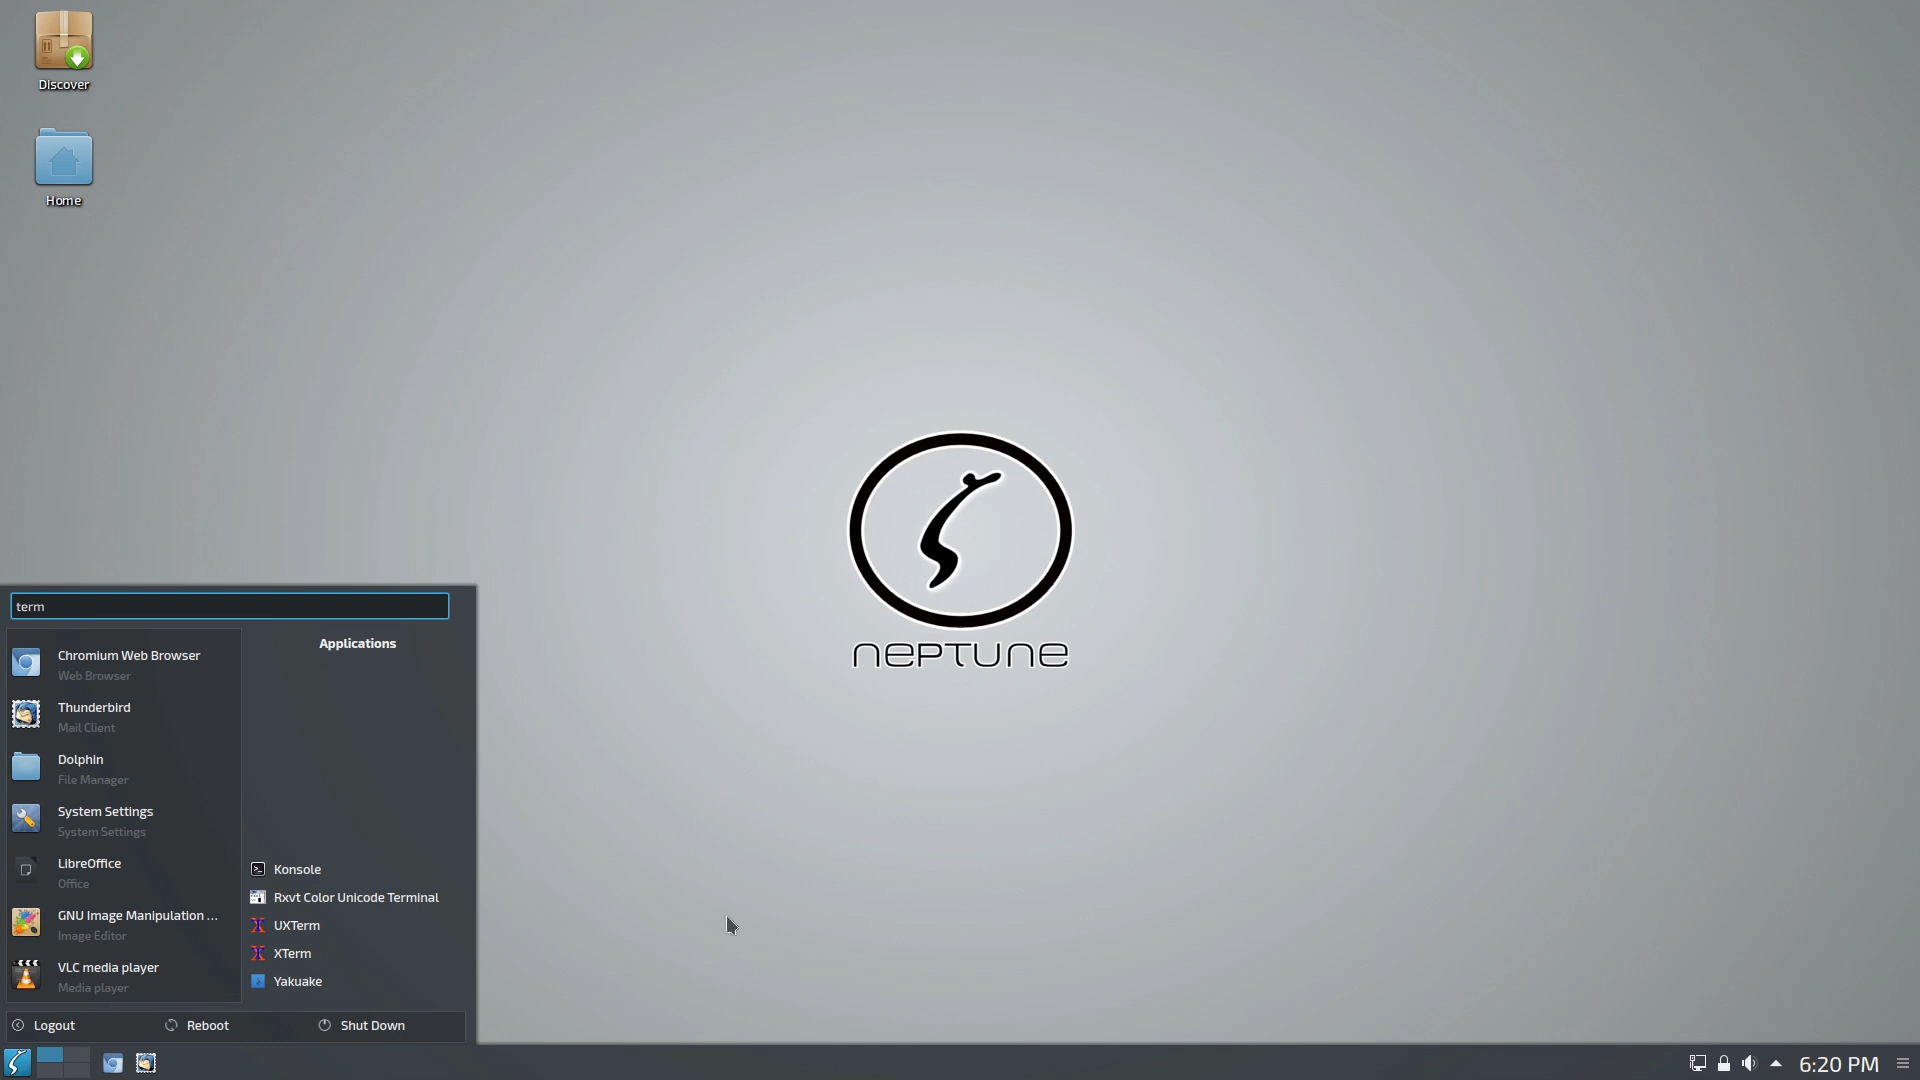 Discover
Home
neptune
term
Applications
Chromium Web Browser
Web Browser
Thunderbird
Mail Client
Dolphin
File Manager
System Settings
System Settings
LibreOffice
Office
GNU Image Manipulation ...
Image Editor
VLC media player
Media player
Konsole
Rxvt Color Unicode Terminal
UXTerm
XTerm
Yakuake
Logout
Reboot
Shut Down
6:20 PM